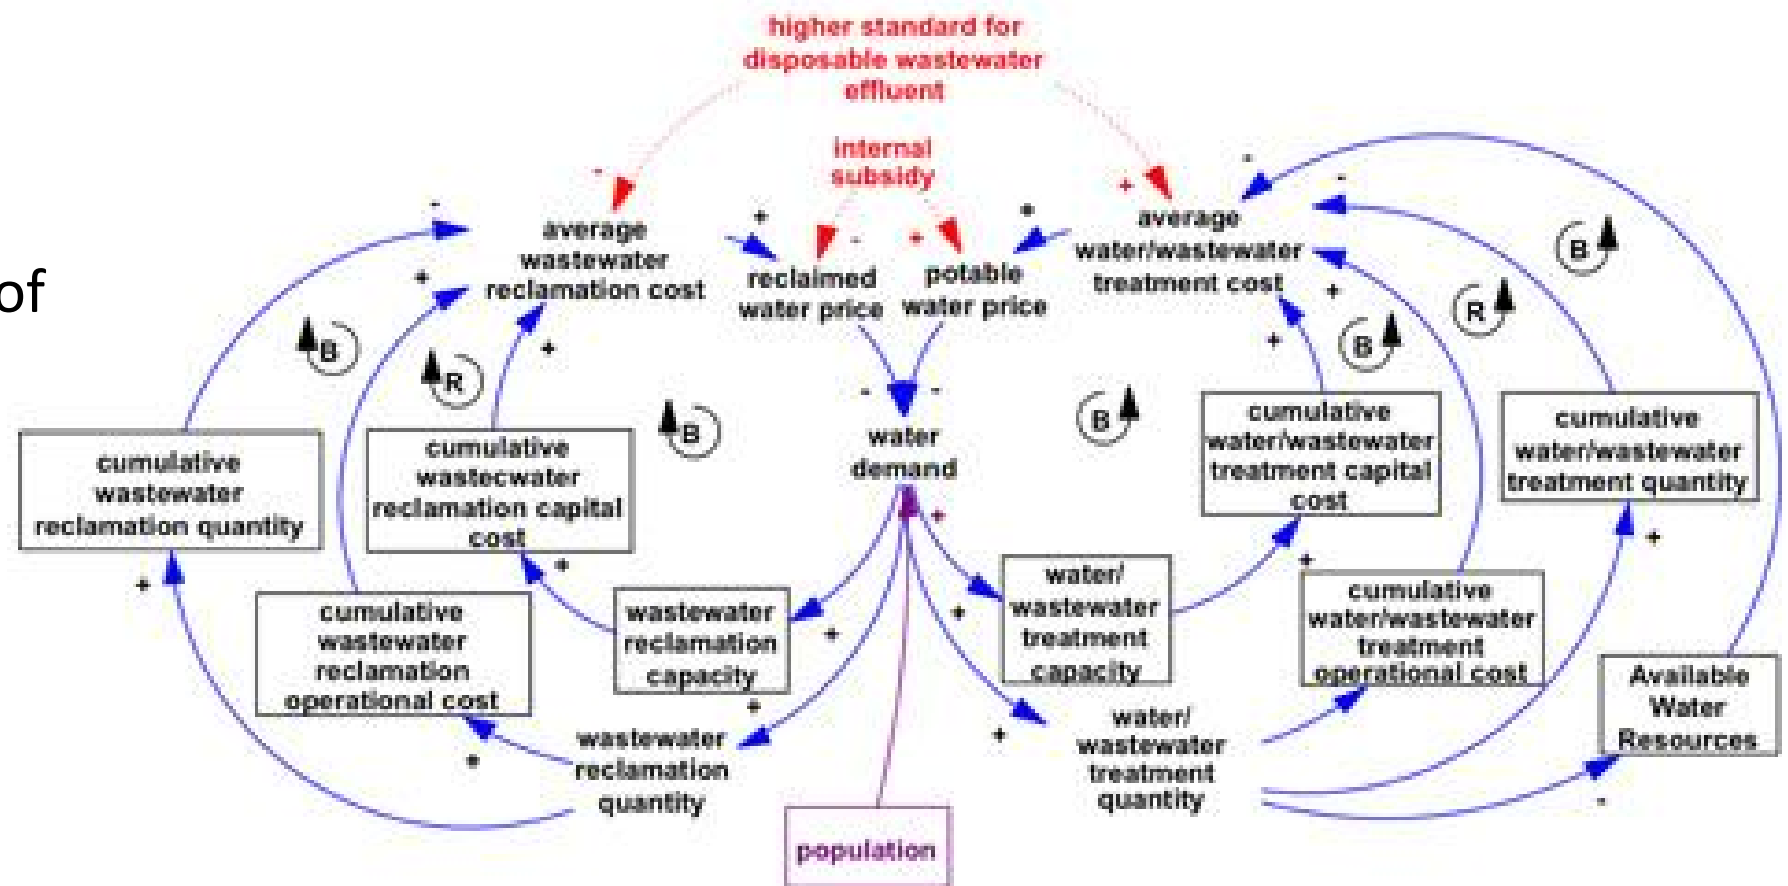 higher standard for
disposable wastewater
effluent
internal
subsidy
of
average
wastewater
reclamation cost
reclaimed
water price
potable
water price
average
water/wastewater
treatment cost
B
R
B
B
B
R
B
water
demand
cumulative
wastewater
reclamation quantity
cumulative
wastecwater
reclamation capital
cost
cumulative
wastewater
reclamation
operational cost
wastewater
reclamation
capacity
wastewater
reclamation
quantity
water/
wastewater
treatment
capacity
water/
wastewater
treatment
quantity
cumulative
water/wastewater
treatment capital
cost
cumulative
water/wastewater
treatment quantity
cumulative
water/wastewater
treatment
operational cost
Available
Water
Resources
population